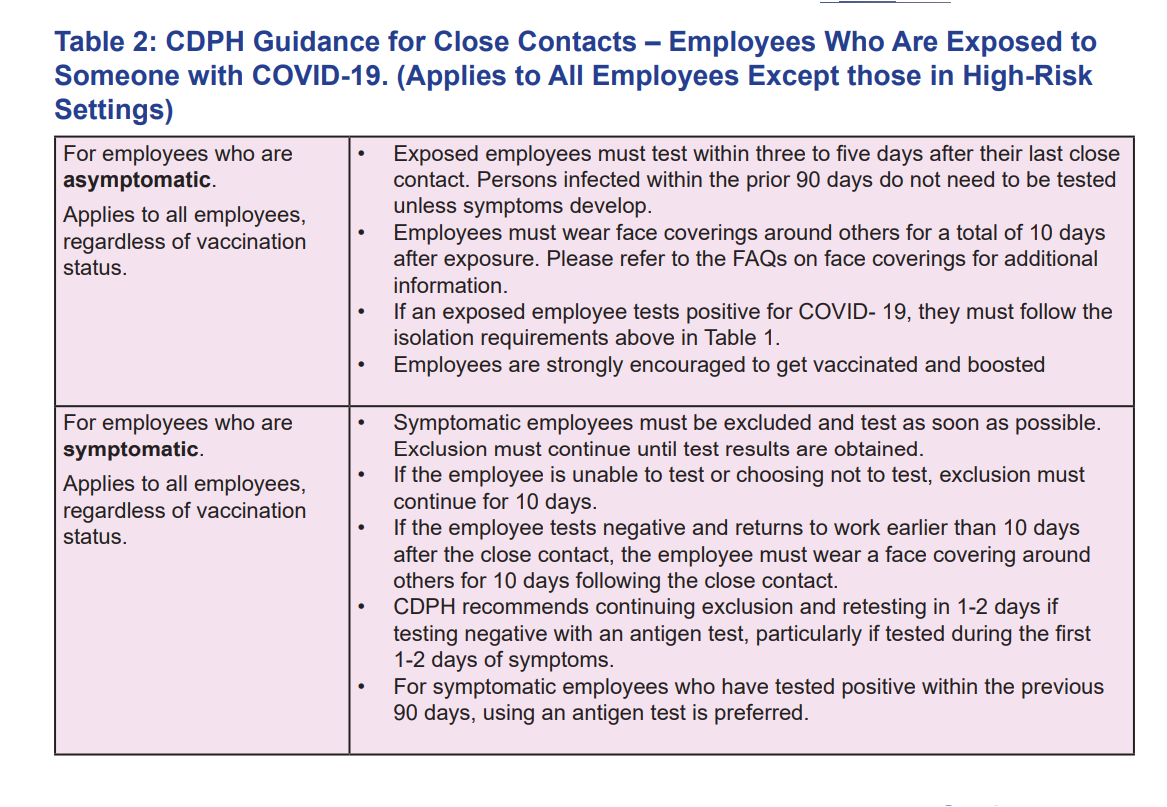 Table 2: CDPH Guidance for Close Contacts – Employees Who Are Exposed to
Someone with COVID-19. (Applies to All Employees Except those in High-Risk
Settings)
For employees who are
asymptomatic.
Applies to all employees,
regardless of vaccination
status.
• Exposed employees must test within three to five days after their last close
contact. Persons infected within the prior 90 days do not need to be tested
unless symptoms develop.
• Employees must wear face coverings around others for a total of 10 days
after exposure. Please refer to the FAQs on face coverings for additional
information.
• If an exposed employee tests positive for COVID- 19, they must follow the
isolation requirements above in Table 1.
• Employees are strongly encouraged to get vaccinated and boosted
For employees who are
symptomatic.
Applies to all employees,
regardless of vaccination
status.
• Symptomatic employees must be excluded and test as soon as possible.
Exclusion must continue until test results are obtained.
• If the employee is unable to test or choosing not to test, exclusion must
continue for 10 days.
• If the employee tests negative and returns to work earlier than 10 days
after the close contact, the employee must wear a face covering around
others for 10 days following the close contact.
• CDPH recommends continuing exclusion and retesting in 1-2 days if
testing negative with an antigen test, particularly if tested during the first
1-2 days of symptoms.
• For symptomatic employees who have tested positive within the previous
90 days, using an antigen test is preferred.